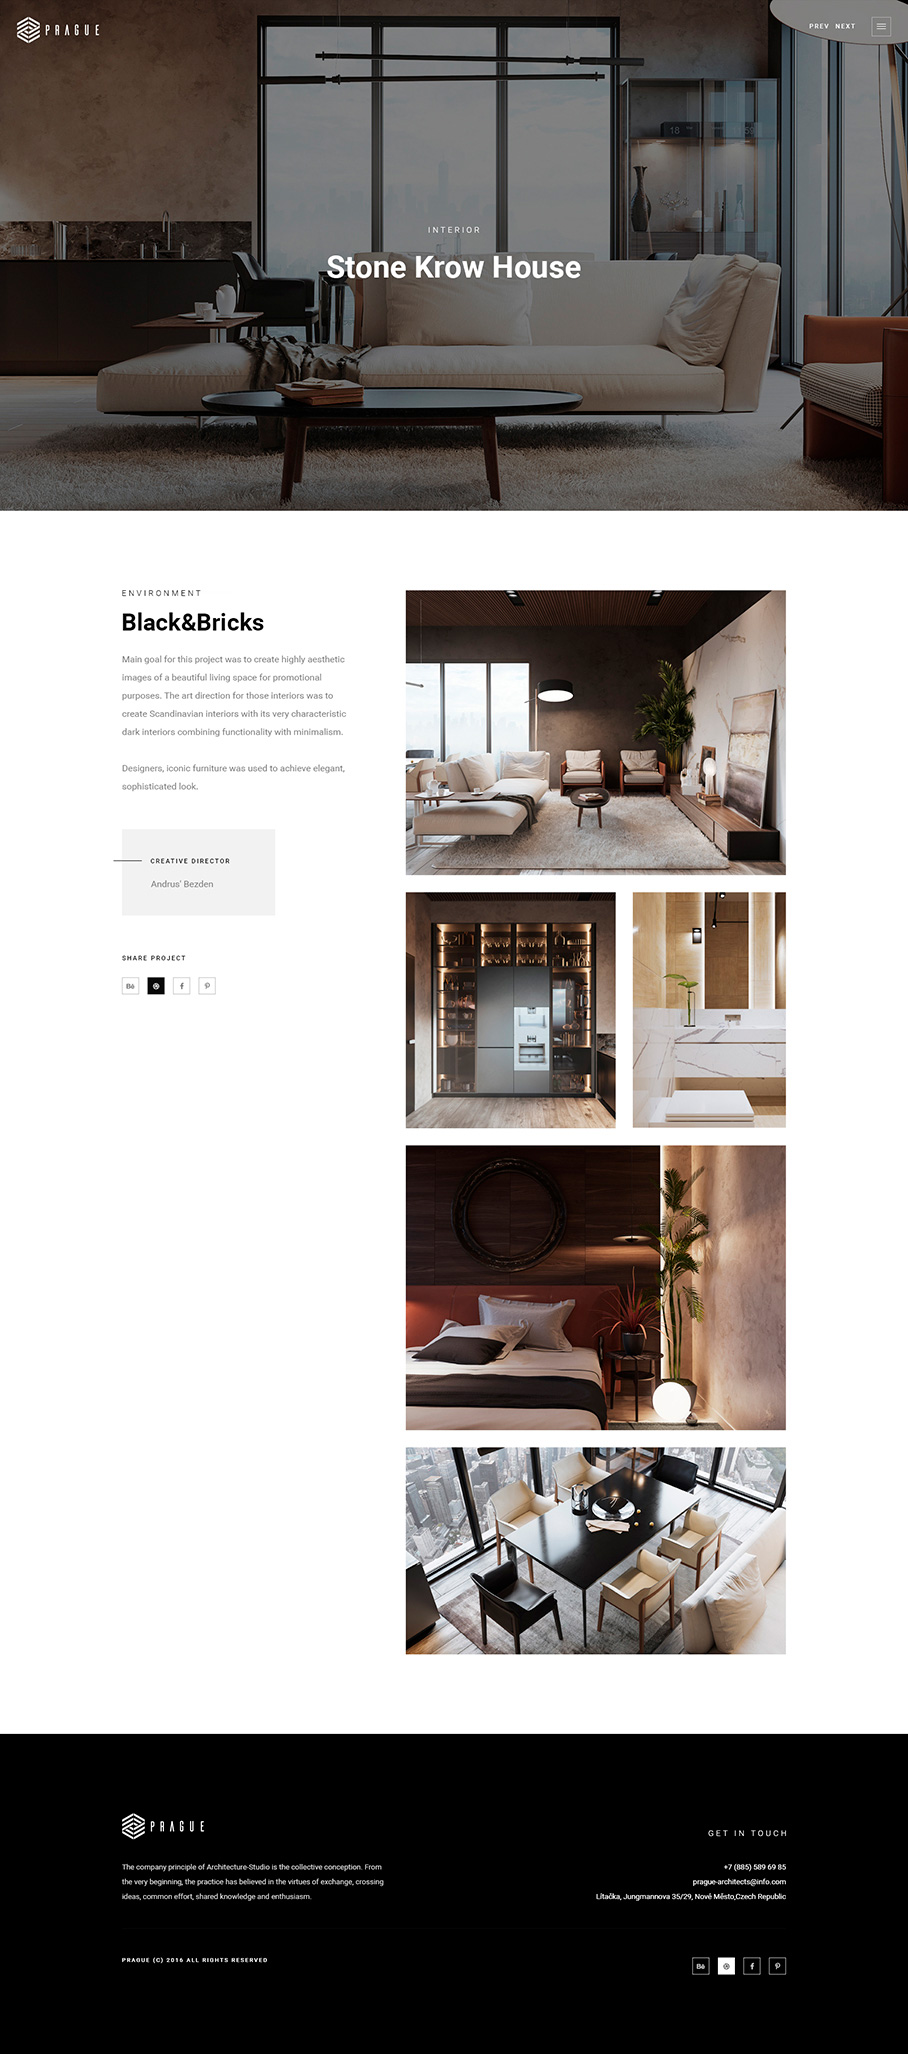 PRAGUE
PREV NEXT
INTERIOR
Stone Krow House
ENVIRONMENT
Black&Bricks
Main goal for this project was to create highly aesthetic
images of a beautiful living space for promotional
purposes. The art direction for those interiors was to
create Scandinavian interiors with its very characteristic
dark interiors combining functionality with minimalism.
Designers, iconic furniture was used to achieve elegant,
sophisticated look.
CREATIVE DIRECTOR
Andrus' Bezden
SHARE PROJECT
Bē
PRAGUE
The company principle of Architecture-Studio is the collective conception. From
the very beginning, the practice has believed in the virtues of exchange, crossing
ideas, common effort, shared knowledge and enthusiasm.
GET IN TOUCH
+7 (885) 589 69 85
prague-architects@info.com
Lítačka, Jungmannova 35/29, Nové Město,Czech Republic
PRAGUE (C) 2016 ALL RIGHTS RESERVED
Bē